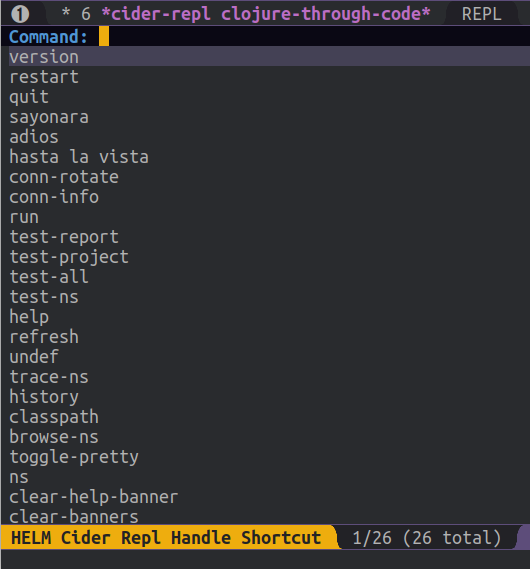 1 * 6 *cider-repl clojure-through-code* REPL
Command:
version
restart
quit
sayonara
adios
hasta la vista
conn-rotate
conn-info
run
test-report
test-project
test-all
test-ns
help
refresh
undef
trace-ns
history
classpath
browse-ns
toggle-pretty
ns
clear-help-banner
clear-banners
HELM Cider Repl Handle Shortcut 1/26 (26 total)